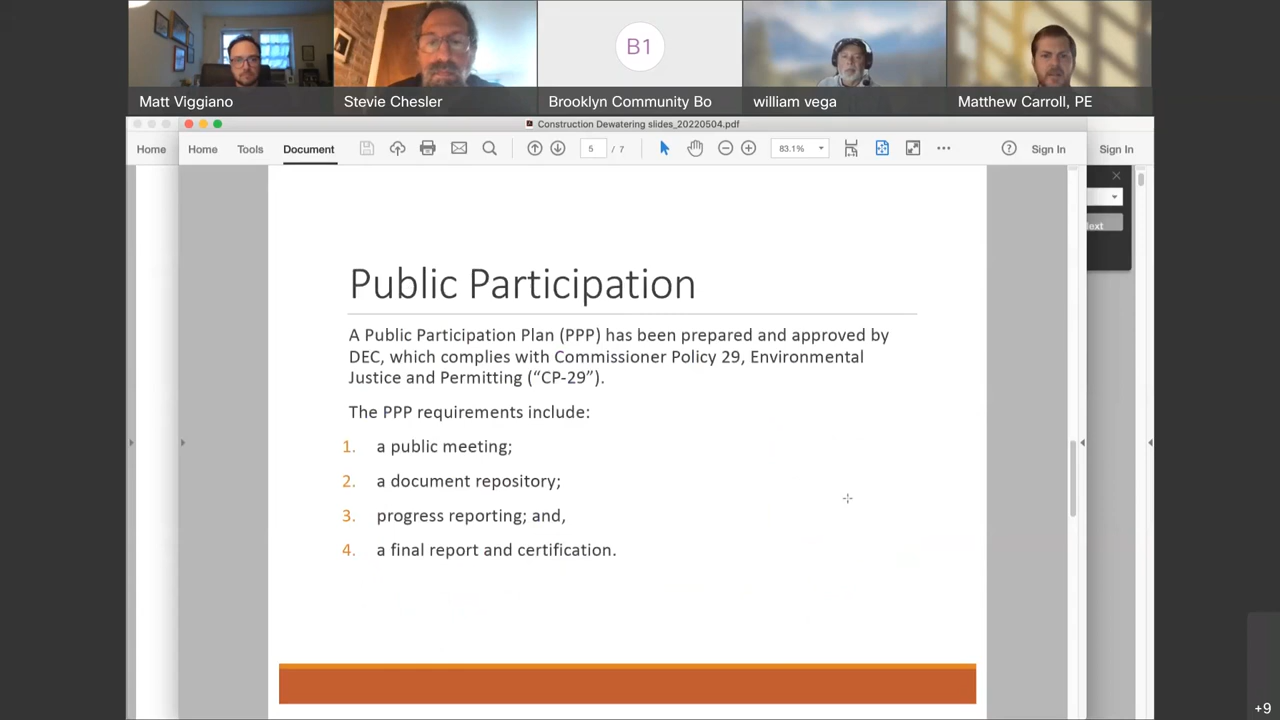 B1
Matt Viggiano
Stevie Chesler
Brooklyn Community Bo
william vega
Matthew Carroll, PE
Construction Dewatering slides_20220504.pdf
Home
Home
Tools
Document
5
/ 7
83.1%
Sign In
Sign In
ext
Public Participation
A Public Participation Plan (PPP) has been prepared and approved by
DEC, which complies with Commissioner Policy 29, Environmental
Justice and Permitting (“CP-29”).
The PPP requirements include:
1. a public meeting;
2. a document repository;
3. progress reporting; and,
4. a final report and certification.
+9